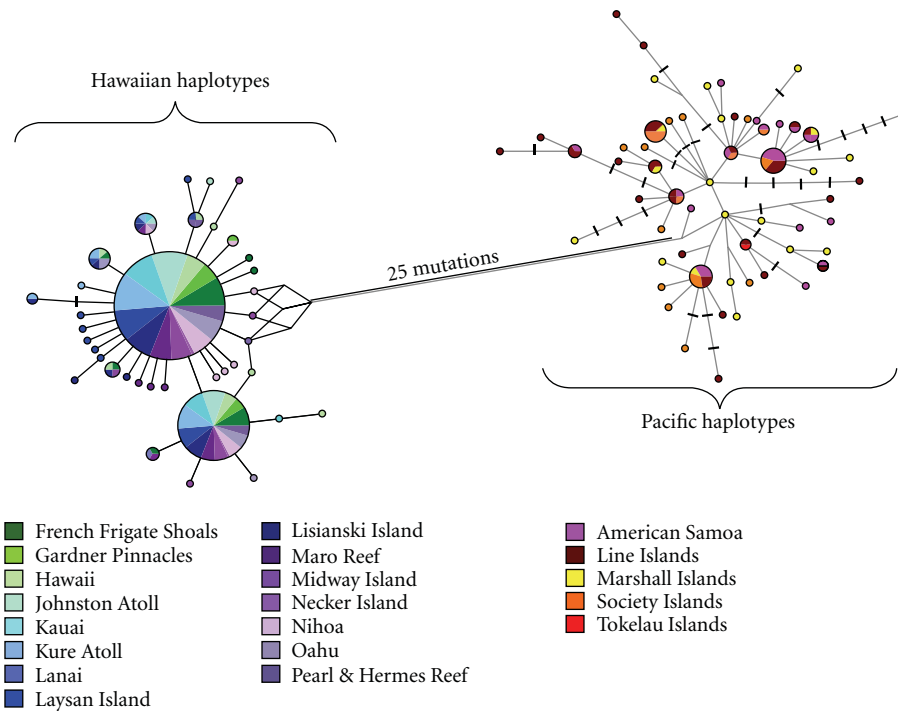 Hawaiian haplotypes
25 mutations
Pacific haplotypes
French Frigate Shoals
Gardner Pinnacles
Hawaii
Johnston Atoll
Kauai
Kure Atoll
Lanai
Laysan Island
Lisianski Island
Maro Reef
Midway Island
Necker Island
Nihoa
Oahu
Pearl & Hermes Reef
American Samoa
Line Islands
Marshall Islands
Society Islands
Tokelau Islands